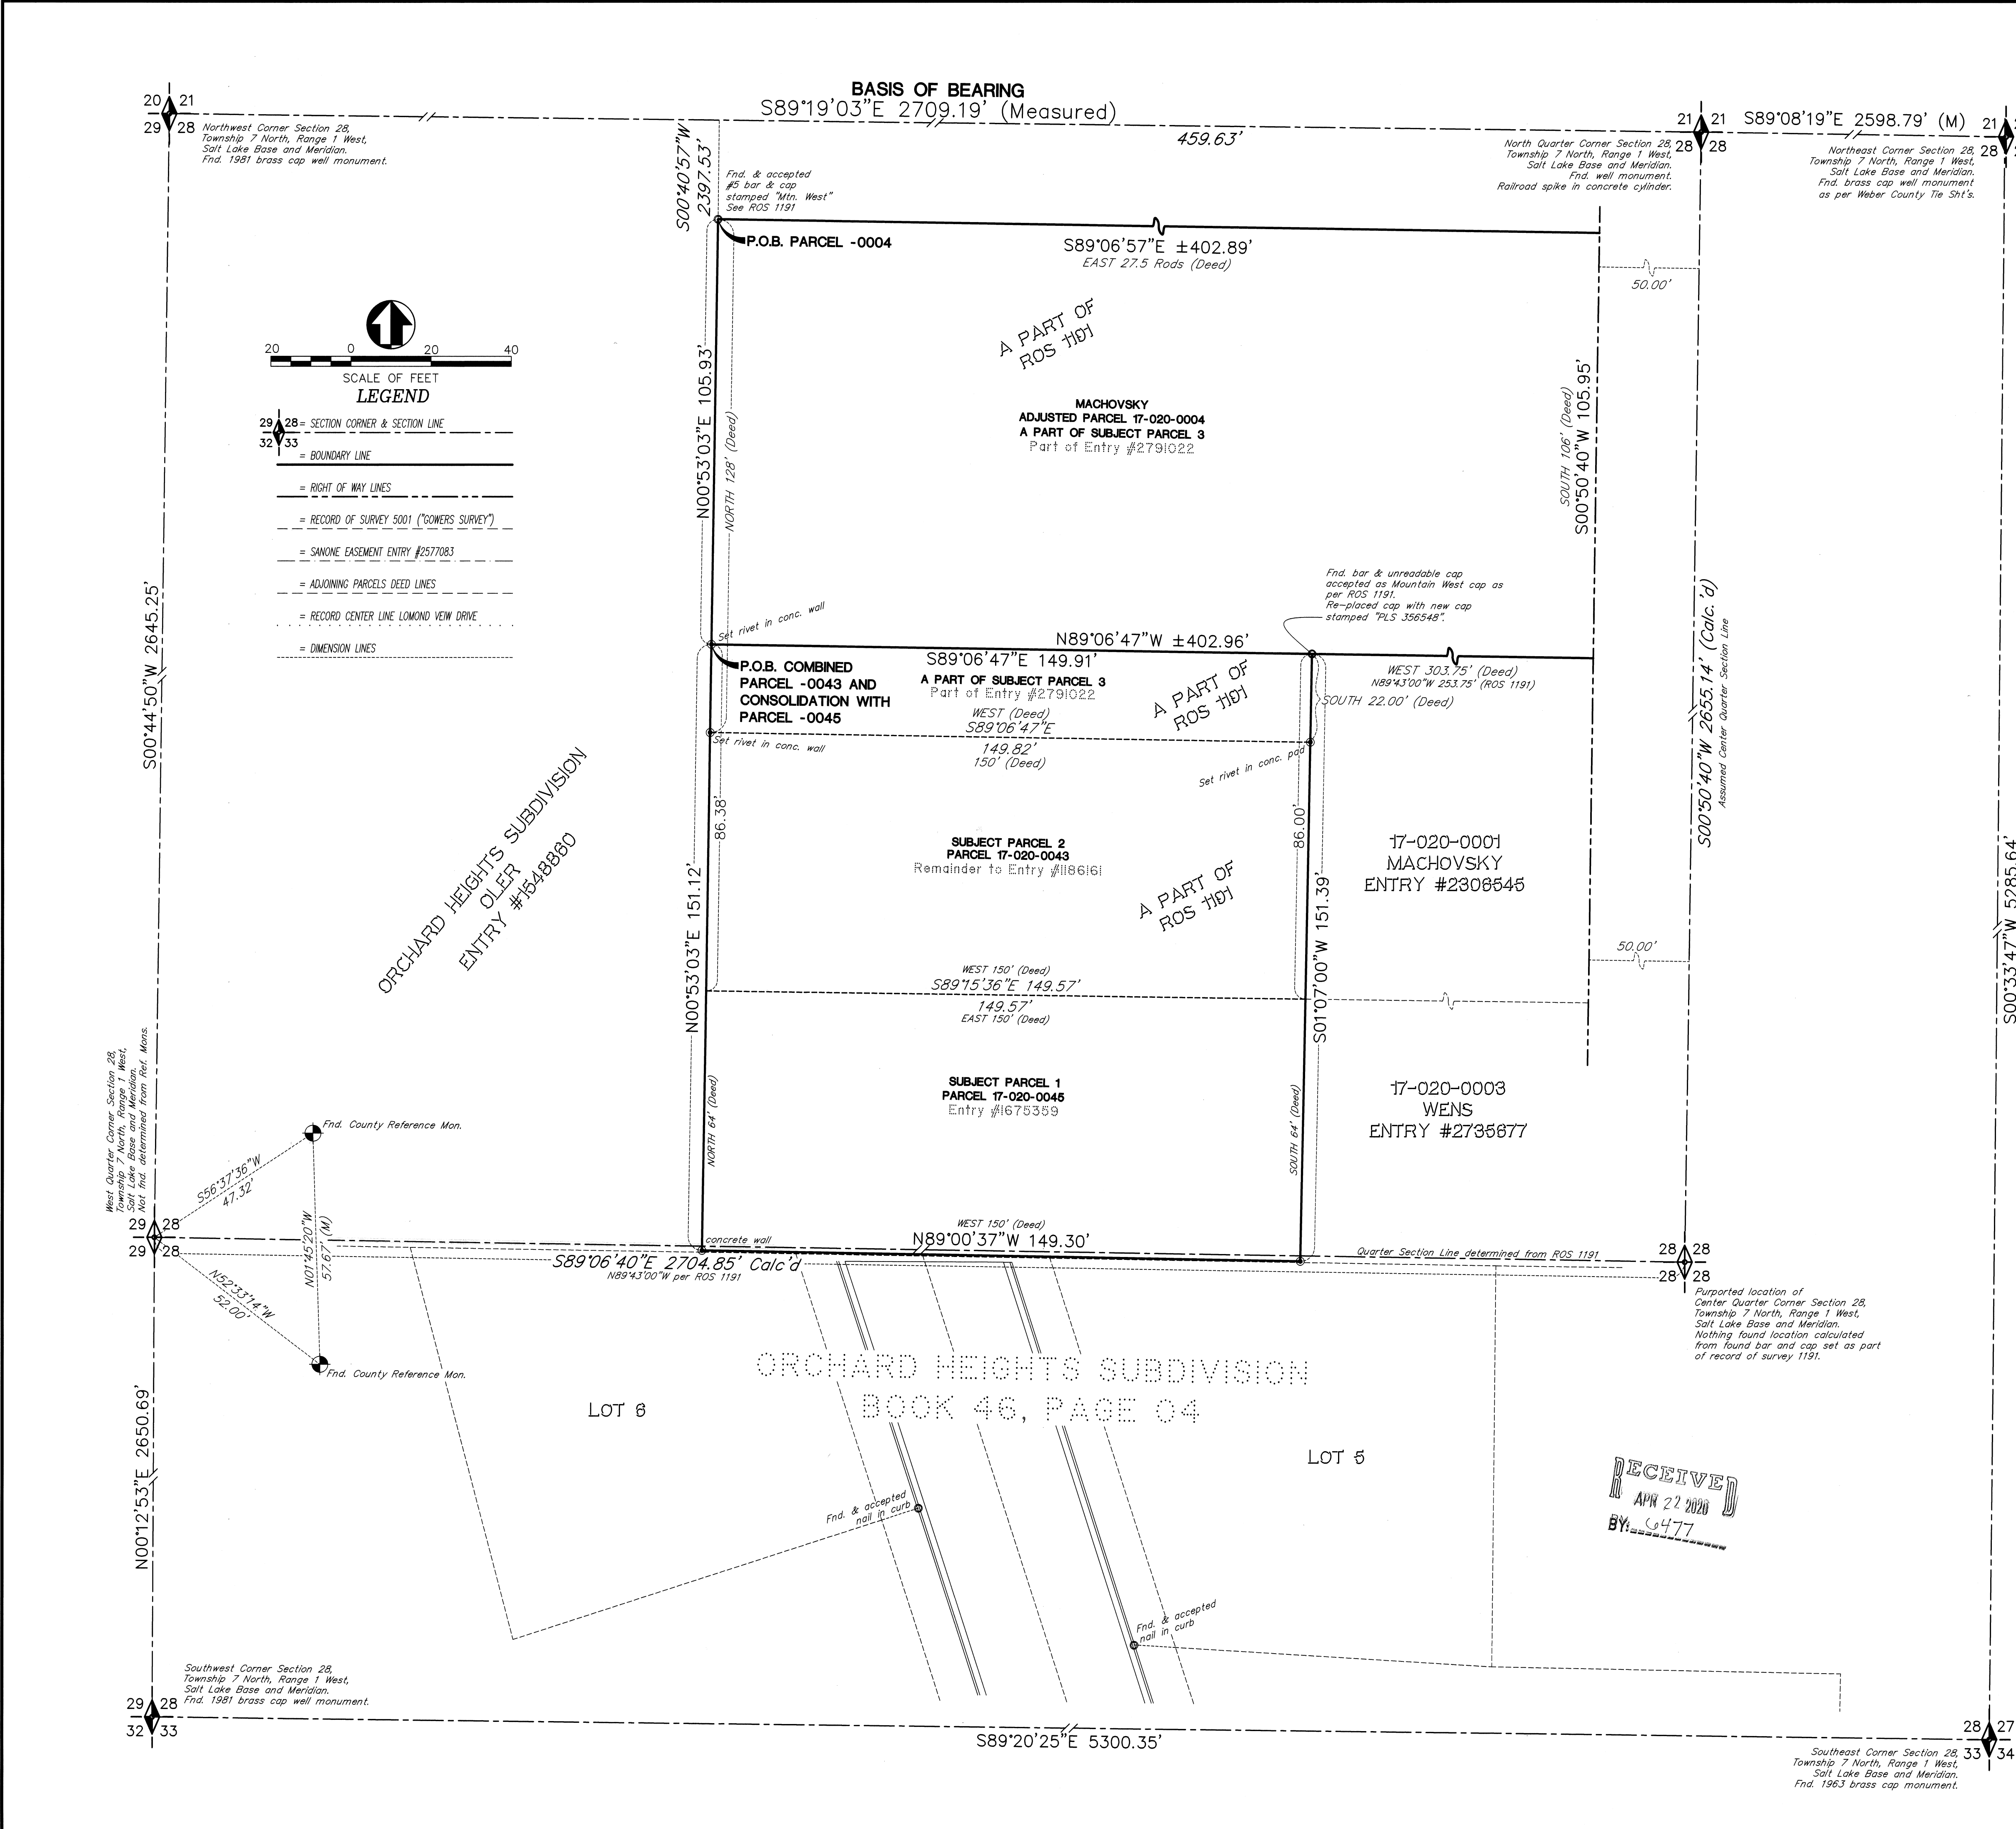 BASIS OF BEARING
S89°19'03"E 2709.19' (Measured)
459.63'
20 21
29 28
Northwest Corner Section 28,
Township 7 North, Range 1 West,
Salt Lake Base and Meridian.
Fnd. 1981 brass cap well monument.
S00°40'57"W
2397.53'
Fnd. & accepted
#5 bar & cap
stamped "Mtn. West"
See ROS 1191
21 21
28 28
North Quarter Corner Section 28,
Township 7 North, Range 1 West,
Salt Lake Base and Meridian.
Fnd. well monument.
Railroad spike in concrete cylinder.
S89°08'19"E 2598.79' (M)
21
28
Northeast Corner Section 28,
Township 7 North, Range 1 West,
Salt Lake Base and Meridian.
Fnd. brass cap well monument
as per Weber County Tie Sht's.
P.O.B. PARCEL -0004
S89°06'57"E ±402.89'
EAST 27.5 Rods (Deed)
50.00'
A PART OF
ROS 1191
20 0 20 40
SCALE OF FEET
LEGEND
29 28 = SECTION CORNER & SECTION LINE
32 33
= BOUNDARY LINE
= RIGHT OF WAY LINES
= RECORD OF SURVEY 5001 ("GOWERS SURVEY")
= SANONE EASEMENT ENTRY #2577083
= ADJOINING PARCELS DEED LINES
= RECORD CENTER LINE LOMOND VEIW DRIVE
= DIMENSION LINES
N00°53'03"E 105.93'
NORTH 128' (Deed)
MACHOVSKY
ADJUSTED PARCEL 17-020-0004
A PART OF SUBJECT PARCEL 3
Part of Entry #2791022
SOUTH 106' (Deed)
S00°50'40"W 105.95'
S00°44'50"W 2645.25'
Fnd. bar & unreadable cap
accepted as Mountain West cap as
per ROS 1191.
Re-placed cap with new cap
stamped "PLS 356548".
S00°50'40"W 2655.14' (Calc.'d)
Assumed Center Quarter Section Line
Set rivet in conc. wall
N89°06'47"W ±402.96'
P.O.B. COMBINED
PARCEL -0043 AND
CONSOLIDATION WITH
PARCEL -0045
S89°06'47"E 149.91'
A PART OF SUBJECT PARCEL 3
Part of Entry #2791022
A PART OF
ROS 1191
WEST 303.75' (Deed)
N89°43'00"W 253.75' (ROS 1191)
SOUTH 22.00' (Deed)
WEST (Deed)
S89°06'47"E
149.82'
150' (Deed)
Set rivet in conc. wall
Set rivet in conc. pad
ORCHARD HEIGHTS SUBDIVISION
OLER
ENTRY #1548860
86.38'
86.00'
SUBJECT PARCEL 2
PARCEL 17-020-0043
Remainder to Entry #1186161
A PART OF
ROS 1191
17-020-0001
MACHOVSKY
ENTRY #2306545
S00°33'47"W 5285.64'
N00°53'03"E 151.12'
S01°07'00"W 151.39'
50.00'
WEST 150' (Deed)
S89°15'36"E 149.57'
149.57'
EAST 150' (Deed)
SUBJECT PARCEL 1
PARCEL 17-020-0045
Entry #1675359
NORTH 64' (Deed)
SOUTH 64' (Deed)
17-020-0003
WENS
ENTRY #2735677
West Quarter Corner Section 28,
Township 7 North, Range 1 West,
Salt Lake Base and Meridian.
Not fnd. determined from Ref. Mons.
Fnd. County Reference Mon.
S56°37'36"W
47.32'
N01°45'20"W
57.67' (M)
29 28
29 28
N52°33'14"W
52.00'
Fnd. County Reference Mon.
concrete wall
WEST 150' (Deed)
N89°00'37"W 149.30'
S89°06'40"E 2704.85' Calc'd
N89°43'00"W per ROS 1191
Quarter Section Line determined from ROS 1191
28 28
28 28
Purported location of
Center Quarter Corner Section 28,
Township 7 North, Range 1 West,
Salt Lake Base and Meridian.
Nothing found location calculated
from found bar and cap set as part
of record of survey 1191.
ORCHARD HEIGHTS SUBDIVISION
BOOK 46, PAGE 04
LOT 6
LOT 5
N00°12'53"E 2650.69'
Fnd. & accepted
nail in curb
Fnd. & accepted
nail in curb
RECEIVED
APR 22 2020
BY: 6477
Southwest Corner Section 28,
Township 7 North, Range 1 West,
Salt Lake Base and Meridian.
Fnd. 1981 brass cap well monument.
29 28
32 33
S89°20'25"E 5300.35'
28 27
33 34
Southeast Corner Section 28,
Township 7 North, Range 1 West,
Salt Lake Base and Meridian.
Fnd. 1963 brass cap monument.